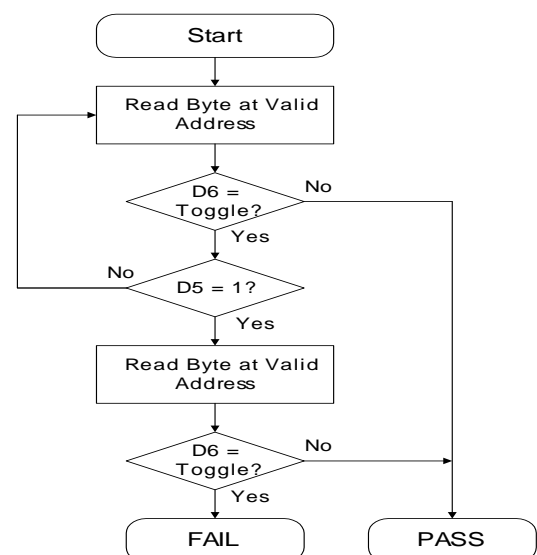 Start
Read Byte at Valid
Address
D6 =
Toggle?
No
Yes
No
D5 = 1?
Yes
Read Byte at Valid
Address
D6 =
Toggle?
No
Yes
FAIL
PASS